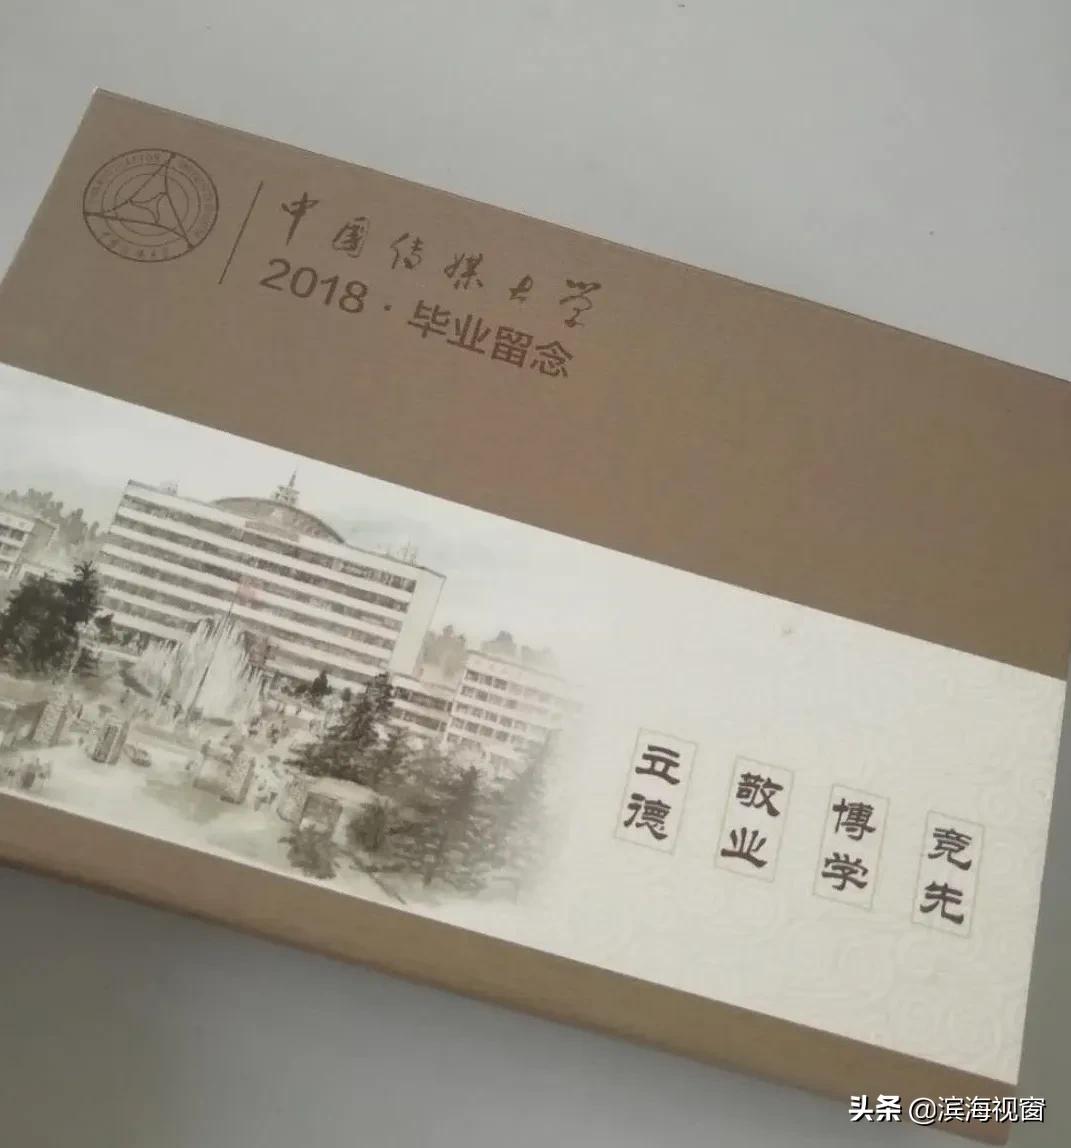 中国传媒大学
2018·毕业留念
立德
敬业
博学
竞先
头条 @滨海视窗